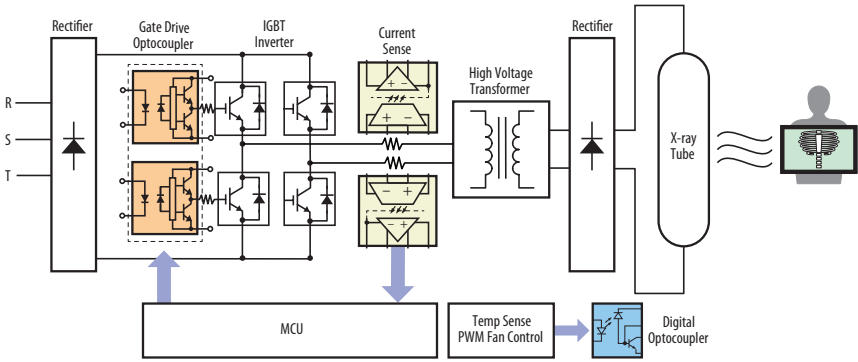 Rectifier
Gate Drive
Optocoupler
IGBT
Inverter
Current
Sense
High Voltage
Transformer
Rectifier
R
S
T
X-ray
Tube
MCU
Temp Sense
PWM Fan Control
Digital
Optocoupler